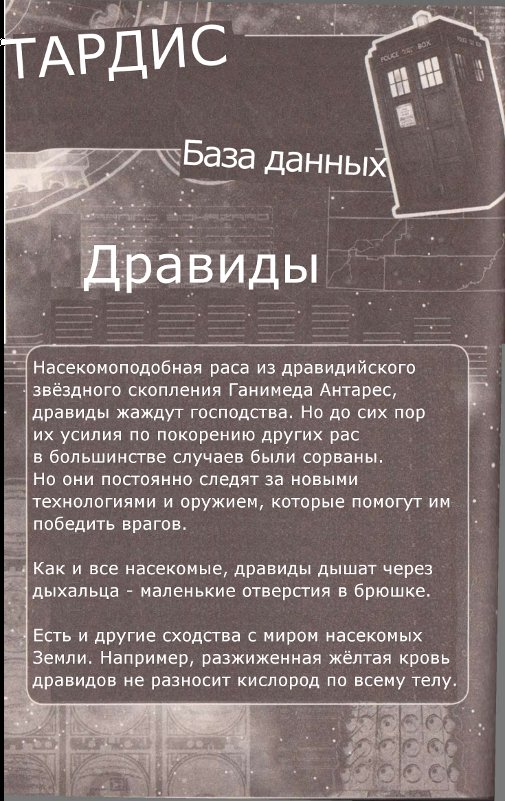 ТАРДИС
POLICE BOX
База данных
Дравиды
Насекомоподобная раса из дравидийского
звёздного скопления Ганимеда Антарес,
дравиды жаждут господства. Но до сих пор
их усилия по покорению других рас
в большинстве случаев были сорваны.
Но они постоянно следят за новыми
технологиями и оружием, которые помогут им
победить врагов.
Как и все насекомые, дравиды дышат через
дыхальца - маленькие отверстия в брюшке.
Есть и другие сходства с миром насекомых
Земли. Например, разжиженная жёлтая кровь
дравидов не разносит кислород по всему телу.